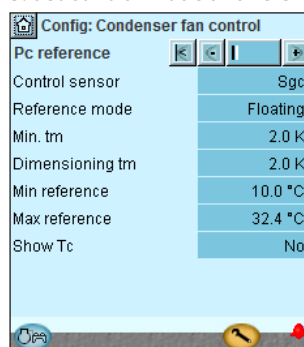 Config: Condenser fan control
Pc reference
Control sensor Sgc
Reference mode Floating
Min. tm 2.0 K
Dimensioning tm 2.0 K
Min reference 10.0 °C
Max reference 32.4 °C
Show Tc No